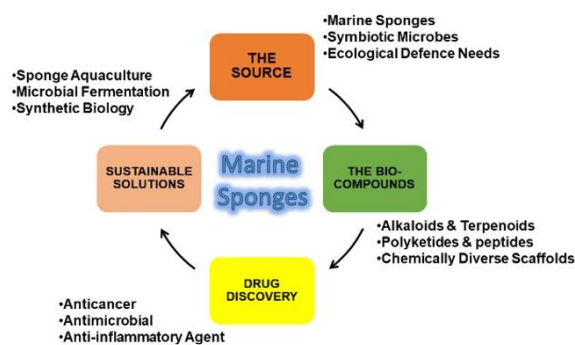 •Marine Sponges
•Symbiotic Microbes
•Ecological Defence Needs
THE
SOURCE
•Sponge Aquaculture
•Microbial Fermentation
•Synthetic Biology
SUSTAINABLE
SOLUTIONS
Marine
Sponges
THE BIO-
COMPOUNDS
•Alkaloids & Terpenoids
•Polyketides & peptides
•Chemically Diverse Scaffolds
DRUG
DISCOVERY
•Anticancer
•Antimicrobial
•Anti-inflammatory Agent